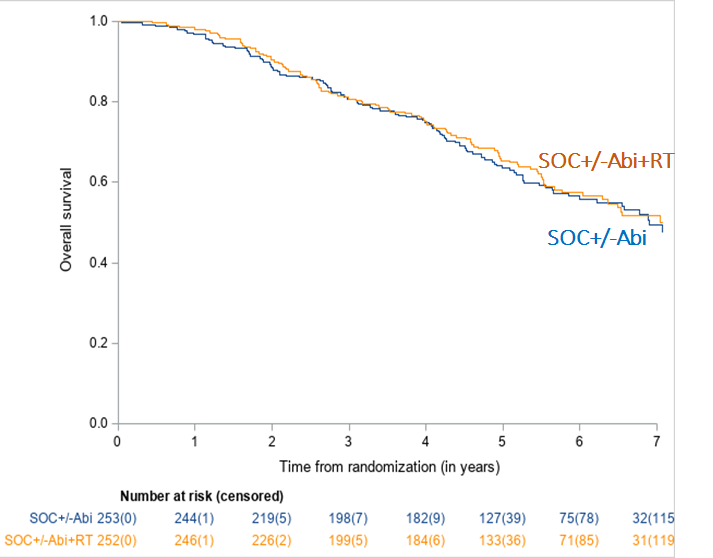 1.0
0.8
SOC+/-Abi+RT
0.6
SOC+/-Abi
Overall survival
0.4
0.2
0.0
0 1 2 3 4 5 6 7
Time from randomization (in years)
Number at risk (censored)
SOC+/-Abi 253(0) 244(1) 219(5) 198(7) 182(9) 127(39) 75(78) 32(115
SOC+/-Abi+RT 252(0) 246(1) 226(2) 199(5) 184(6) 133(36) 71(85) 31(119